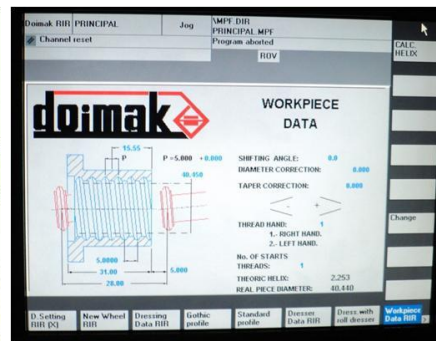 Doimak RIR PRINCIPAL Jog \MPF.DIR
PRINCIPAL.MPF
Channel reset Program aborted
ROV
CALC.
HELIX
doimak
WORKPIECE
DATA
15.55
P P =5.000 +0.000
40.450
5.0000
31.00 5.000
28.00
SHIFTING ANGLE: 0.0
DIAMETER CORRECTION: 0.000
TAPER CORRECTION: 0.000
- +
THREAD HAND: 1
1.- RIGHT HAND.
2.- LEFT HAND.
No. OF STARTS
THREADS: 1
THEORIC HELIX: 2.253
REAL PIECE DIAMETER: 40.440
Change
D.Setting
RIR (X)
New Wheel
RIR
Dressing
Data RIR
Gothic
profile
Standard
profile
Dresser
Data RIR
Dress with
roll dresser
Workpiece
Data RIR